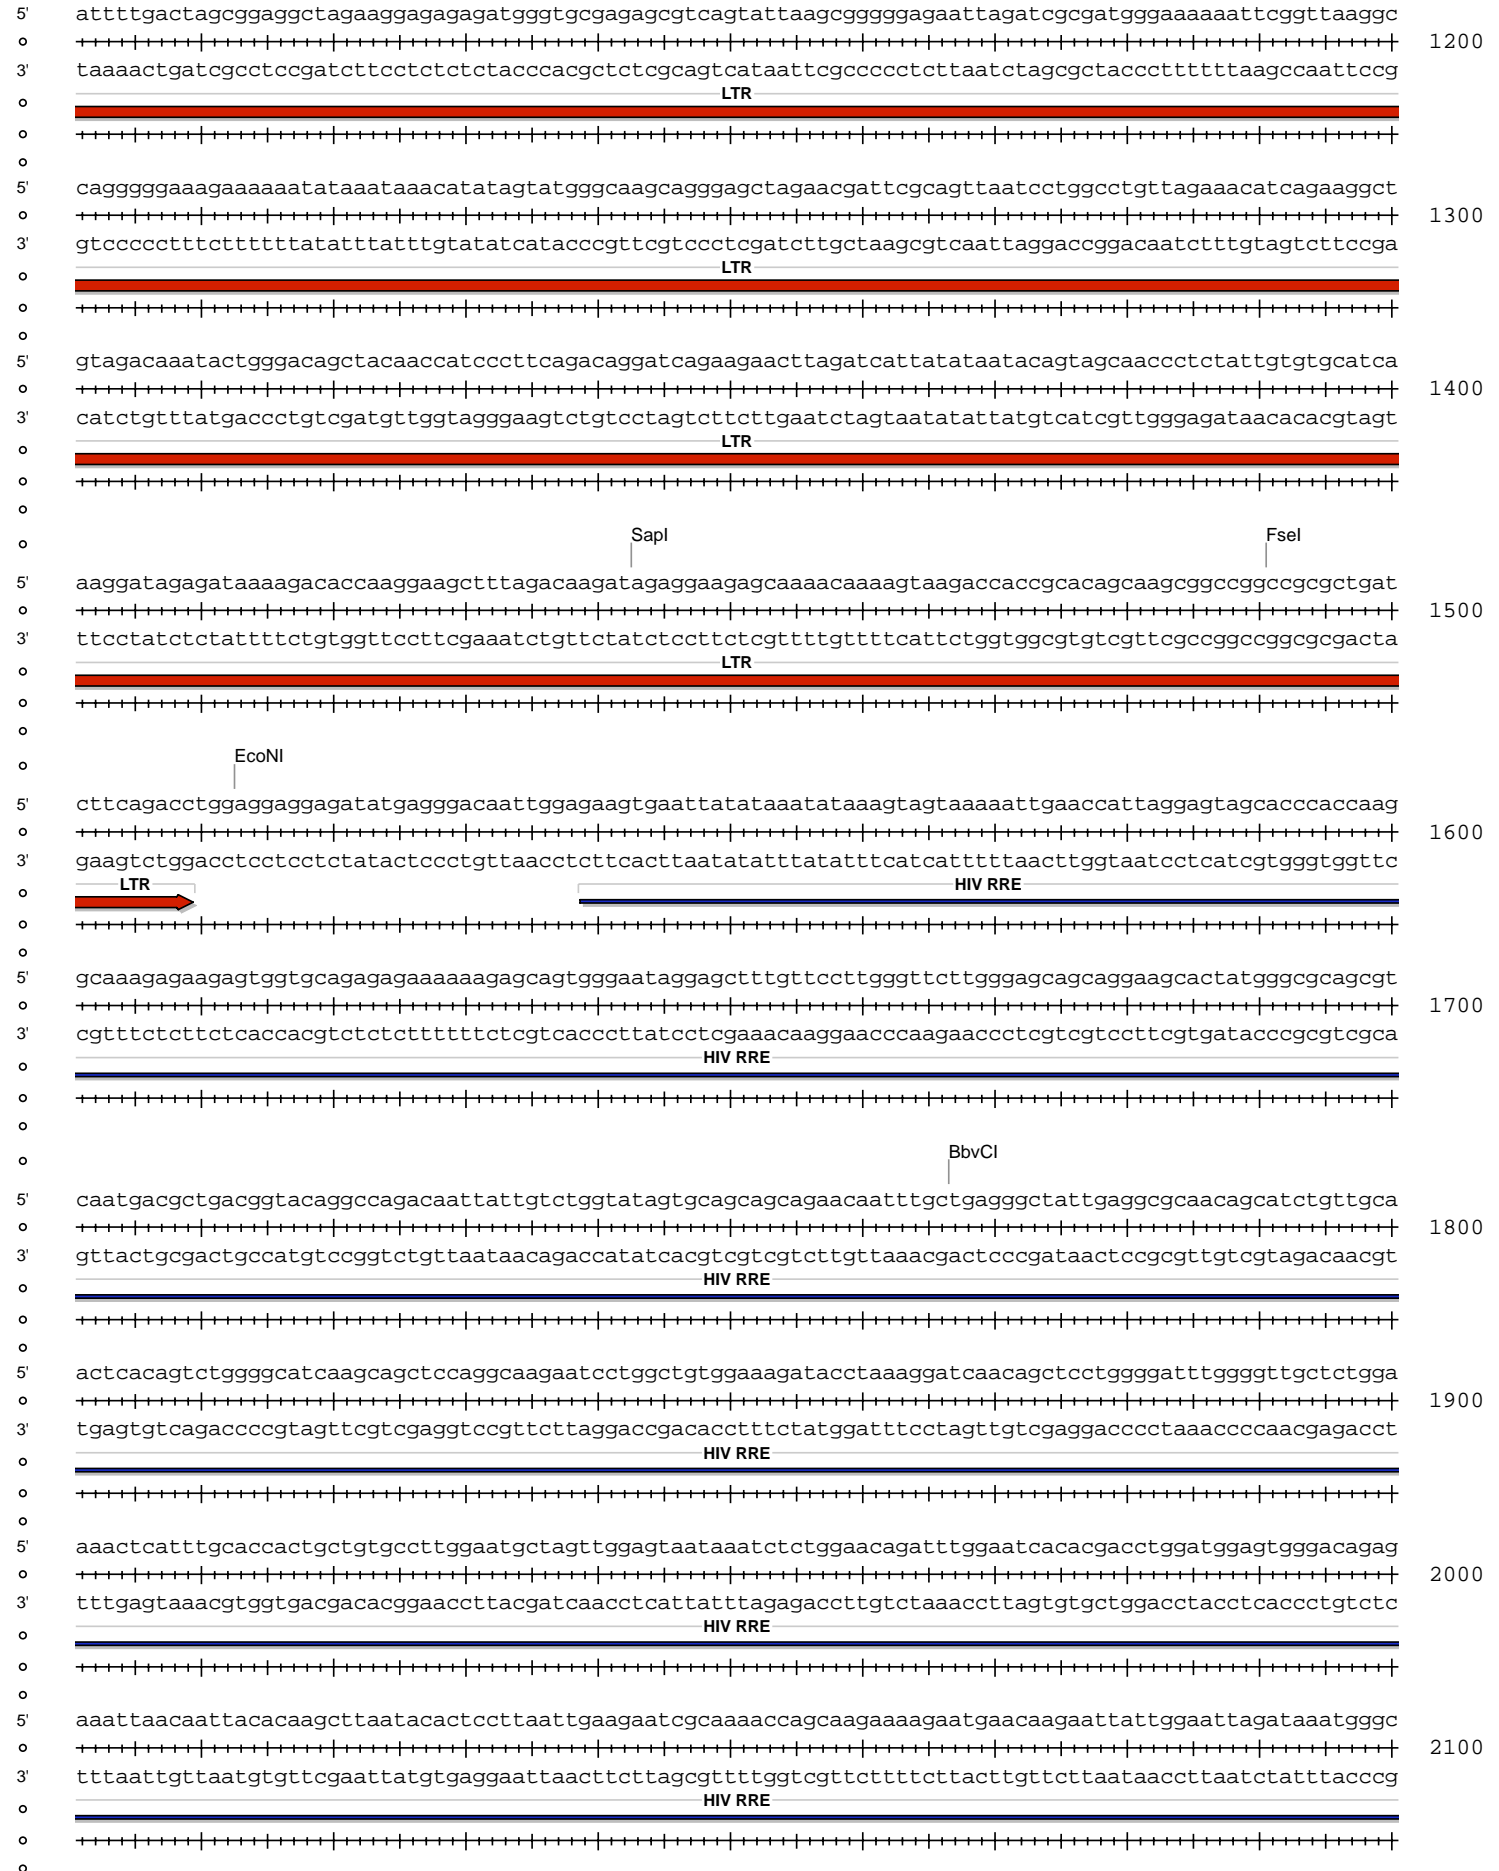 5' attttgactagcggaggctagaaggagagagatgggtgcgagagcgtcagtattaagcgggggagaattagatcgcgatgggaaaaaattcggttaaggc
1200
3' taaaactgatcgcctccgatcttcctctctctacccacgctctcgcagtcataattcgccccctcttaatctagcgctacccttttttaagccaattccg
LTR
5' cagggggaaagaaaaaatataaataaacatatagtatgggcaagcagggagctagaacgattcgcagttaatcctggcctgttagaaacatcagaaggct
1300
3' gtccccctttcttttttatatttatttgtatatcatacccgttcgtccctcgatcttgctaagcgtcaattaggaccggacaatctttgtagtcttccga
LTR
5' gtagacaaatactgggacagctacaaccatcccttcagacaggatcagaagaacttagatcattatataatacagtagcaaccctctattgtgtgcatca
1400
3' catctgtttatgaccctgtcgatgttggtagggaagtctgtcctagtcttcttgaatctagtaatatattatgtcatcgttgggagataacacacgtagt
LTR
SapI FseI
5' aaggatagagataaaagacaccaaggaagctttagacaagatagaggaagagcaaaacaaaagtaagaccaccgcacagcaagcggccggccgcgctgat
1500
3' ttcctatctctattttctgtggttccttcgaaatctgttctatctccttctcgttttgttttcattctggtggcgtgtcgttcgccggccggcgcgacta
LTR
EcoNI
5' cttcagacctggaggaggagatatgagggacaattggagaagtgaattatataaatataaagtagtaaaaattgaaccattaggagtagcacccaccaag
1600
3' gaagtctggacctcctcctctatactccctgttaacctcttcacttaatatatttatatttcatcatttttaacttggtaatcctcatcgtgggtggttc
LTR HIV RRE
5' gcaaagagaagagtggtgcagagagaaaaaagagcagtgggaataggagctttgttccttgggttcttgggagcagcaggaagcactatgggcgcagcgt
1700
3' cgtttctcttctcaccacgtctctcttttttctcgtcacccttatcctcgaaacaaggaacccaagaaccctcgtcgtccttcgtgatacccgcgtcgca
HIV RRE
BbvCI
5' caatgacgctgacggtacaggccagacaattattgtctggtatagtgcagcagcagaacaatttgctgagggctattgaggcgcaacagcatctgttgca
1800
3' gttactgcgactgccatgtccggtctgttaataacagaccatatcacgtcgtcgtcttgttaaacgactcccgataactccgcgttgtcgtagacaacgt
HIV RRE
5' actcacagtctggggcatcaagcagctccaggcaagaatcctggctgtggaaagatacctaaaggatcaacagctcctggggatttggggttgctctgga
1900
3' tgagtgtcagaccccgtagttcgtcgaggtccgttcttaggaccgacacctttctatggatttcctagttgtcgaggacccctaaaccccaacgagacct
HIV RRE
5' aaactcatttgcaccactgctgtgccttggaatgctagttggagtaataaatctctggaacagatttggaatcacacgacctggatggagtgggacagag
2000
3' tttgagtaaacgtggtgacgacacggaaccttacgatcaacctcattatttagagaccttgtctaaaccttagtgtgctggacctacctcaccctgtctc
HIV RRE
5' aaattaacaattacacaagcttaatacactccttaattgaagaatcgcaaaaccagcaagaaaagaatgaacaagaattattggaattagataaatgggc
2100
3' tttaattgttaatgtgttcgaattatgtgaggaattaacttcttagcgttttggtcgttcttttcttacttgttcttaataaccttaatctatttacccg
HIV RRE